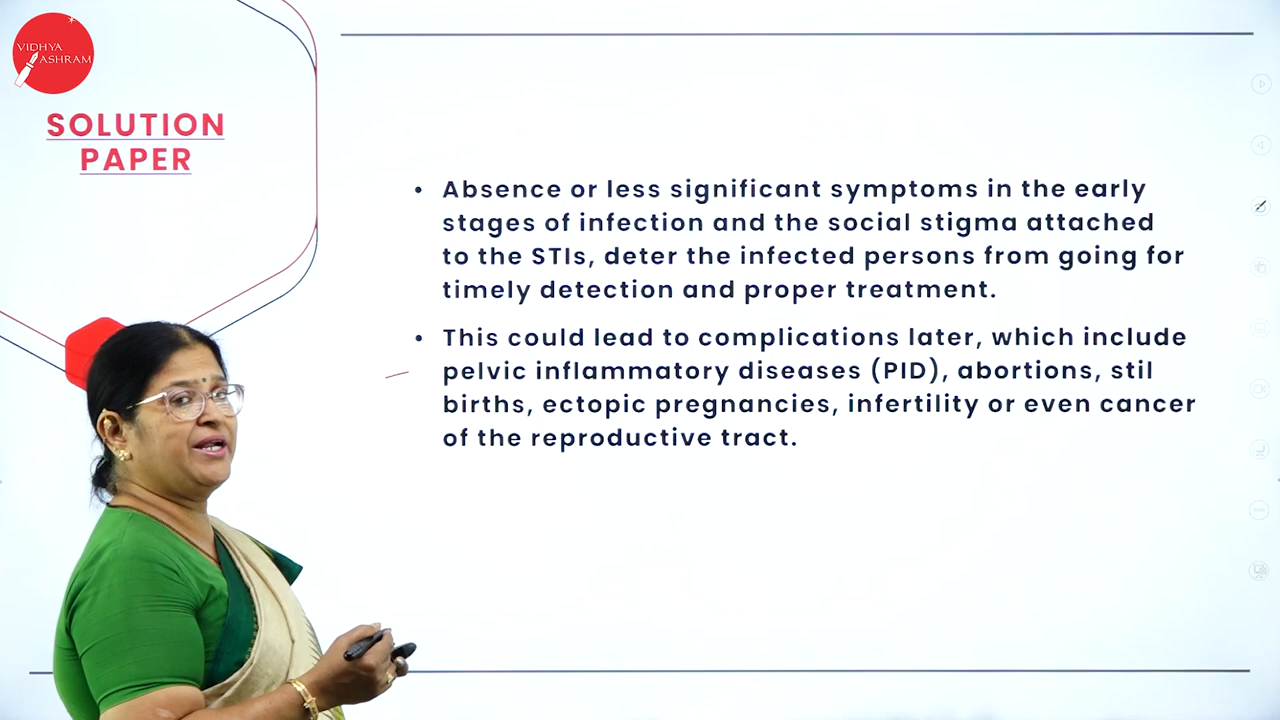 VIDHYA
ASHRAM
SOLUTION
PAPER
• Absence or less significant symptoms in the early
stages of infection and the social stigma attached
to the STIs, deter the infected persons from going for
timely detection and proper treatment.
• This could lead to complications later, which include
pelvic inflammatory diseases (PID), abortions, stil
births, ectopic pregnancies, infertility or even cancer
of the reproductive tract.